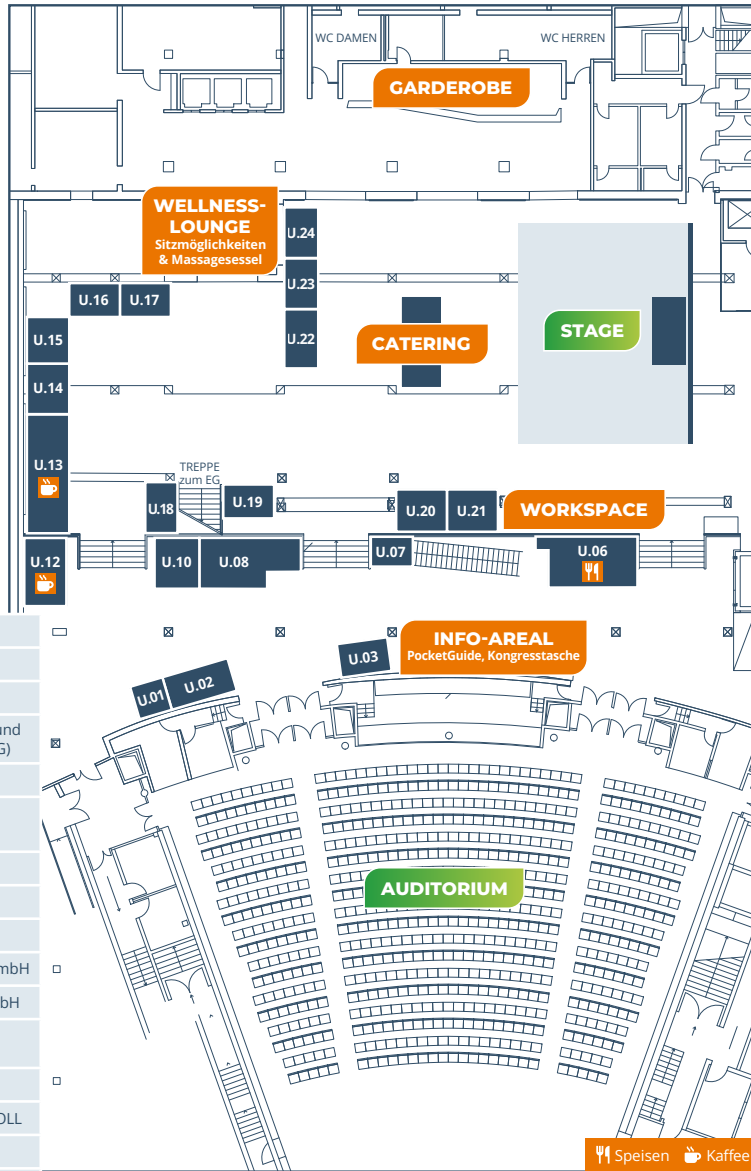 WC DAMEN
WC HERREN
GARDEROBE
WELLNESS-
LOUNGE
Sitzmöglichkeiten
& Massagesessel
U.24
U.23
U.22
U.16
U.17
U.15
U.14
U.13
CATERING
STAGE
TREPPE
zum EG
U.18
U.19
U.20
U.21
WORKSPACE
U.12
U.10
U.08
U.07
U.06
INFO-AREAL
PocketGuide, Kongresstasche
U.03
U.01
U.02
und
G)
mbH
bH
OLL
AUDITORIUM
Speisen
Kaffee